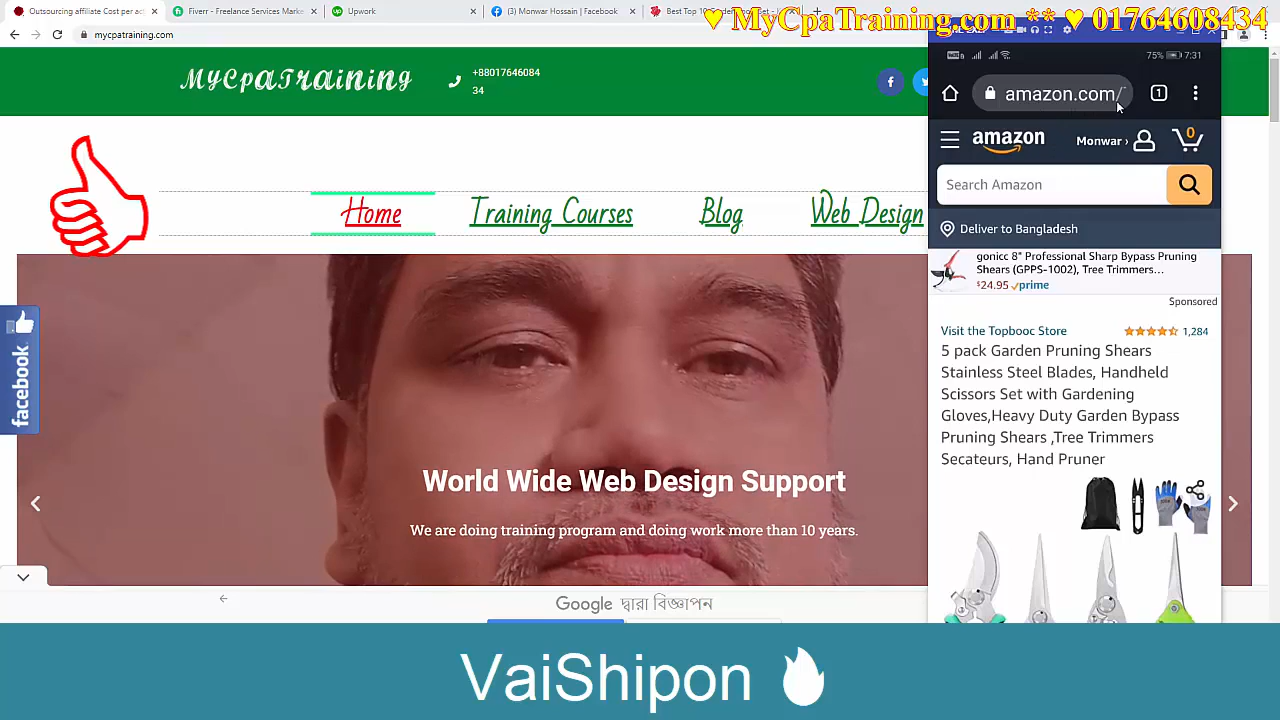 Outsourcing affiliate Cost per act
Fiverr - Freelance Services Marke
Upwork
(3) Monwar Hossain | Facebook
♥ MyCpaTraining.com ** ♥ 01764608434
mycpatraining.com
MyCpaTraining
+88017646084
34
Home
Training Courses
Blog
Web Design
facebook
World Wide Web Design Support
We are doing training program and doing work more than 10 years.
Google দ্বারা বিজ্ঞাপন
75% 7:31
amazon.com/
1
amazon
Monwar ›
0
Search Amazon
Deliver to Bangladesh
gonicc 8" Professional Sharp Bypass Pruning
Shears (GPPS-1002), Tree Trimmers...
$24.95 prime
Sponsored
Visit the Topbooc Store
1,284
5 pack Garden Pruning Shears
Stainless Steel Blades, Handheld
Scissors Set with Gardening
Gloves,Heavy Duty Garden Bypass
Pruning Shears ,Tree Trimmers
Secateurs, Hand Pruner
VaiShipon